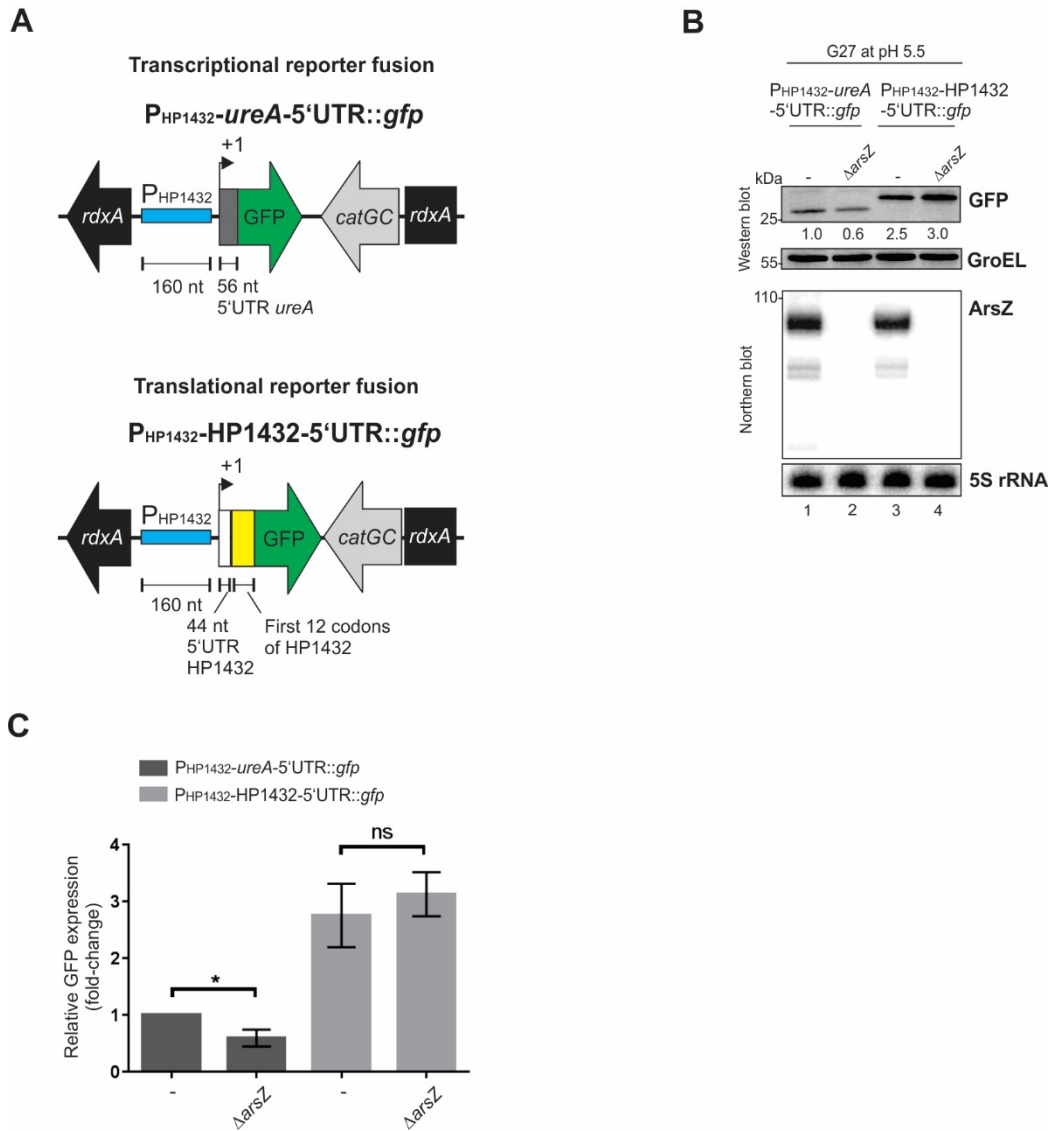 A
Transcriptional reporter fusion
PHP1432-ureA-5‘UTR::gfp
+1
rdxA
PHP1432
GFP
catGC
rdxA
160 nt
56 nt
5‘UTR ureA
Translational reporter fusion
PHP1432-HP1432-5‘UTR::gfp
+1
rdxA
PHP1432
GFP
catGC
rdxA
160 nt
44 nt
5‘UTR
HP1432
First 12 codons
of HP1432
B
G27 at pH 5.5
PHP1432-ureA
-5‘UTR::gfp
PHP1432-HP1432
-5‘UTR::gfp
kDa
- ΔarsZ - ΔarsZ
Western blot
25
GFP
1.0 0.6 2.5 3.0
55
GroEL
Northern blot
110
ArsZ
5S rRNA
1 2 3 4
C
PHP1432-ureA-5‘UTR::gfp
PHP1432-HP1432-5‘UTR::gfp
Relative GFP expression
(fold-change)
4
3
2
1
0
*
ns
- ΔarsZ - ΔarsZ